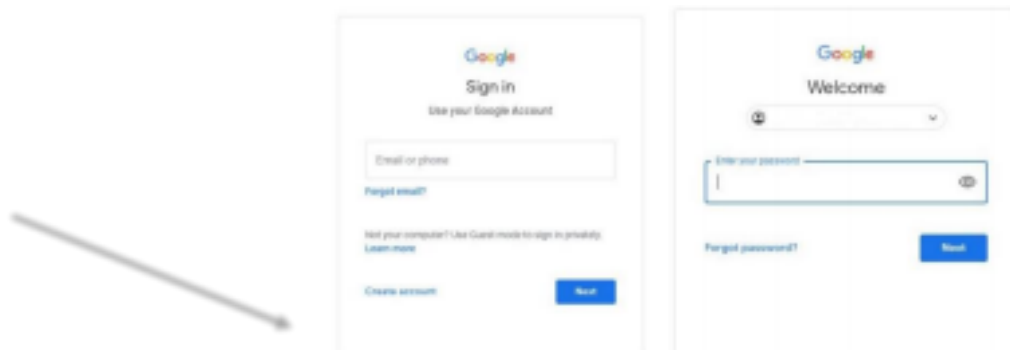 Google
Sign in
Use your Google Account
Email or phone
Forgot email?
Not your computer? Use Guest mode to sign in privately.
Learn more
Create account
Next
Google
Welcome
Enter your password
Forgot password?
Next